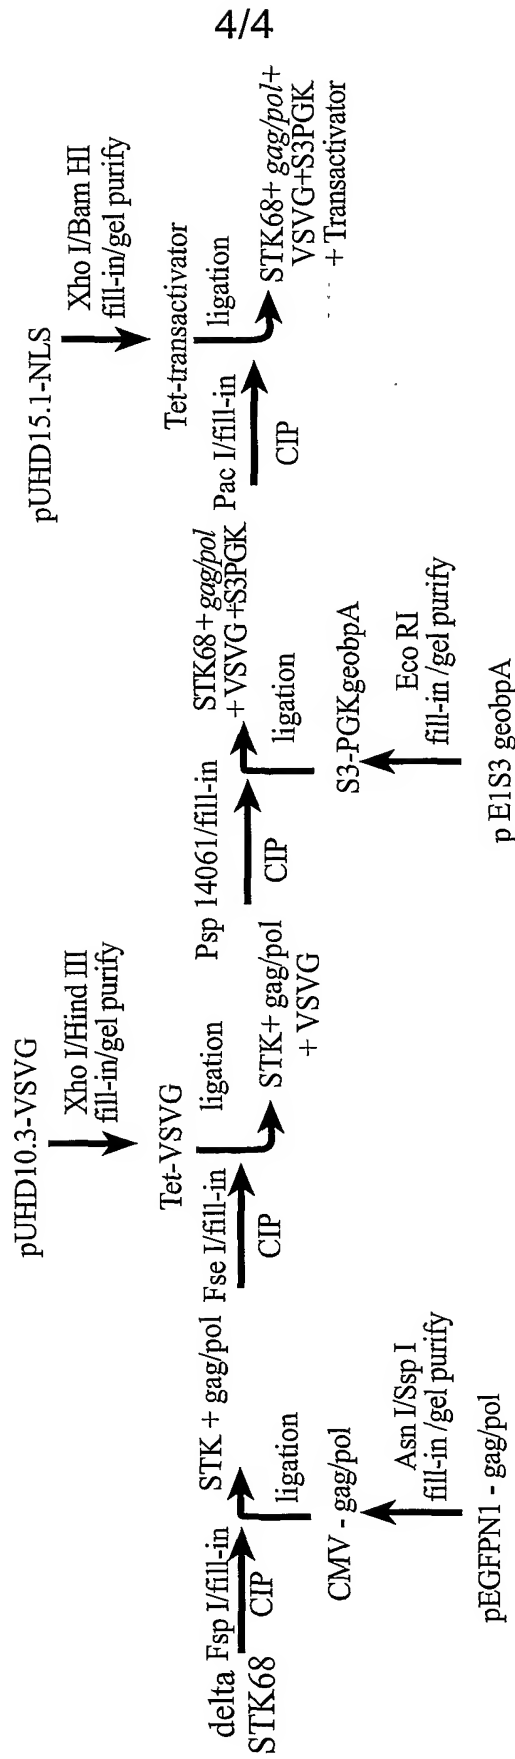 4/4
pUHD10.3-VSVG
Xho I/Hind III
fill-in/gel purify
Tet-VSVG
ligation
pUHD15.1-NLS
Xho I/Bam HI
fill-in/gel purify
Tet-transactivator
ligation
delta
STK68
Fsp I/fill-in
CIP
STK + gag/pol
ligation
CMV - gag/pol
Asn I/Ssp I
fill-in /gel purify
pEGFPN1 - gag/pol
Fse I/fill-in
CIP
STK+ gag/pol
+ VSVG
Psp 14061/fill-in
CIP
STK68+ gag/pol
+VSVG+S3PGK
ligation
S3-PGKgeobpA
Eco RI
fill-in /gel purify
p E1S3 geobpA
Pac I/fill-in
CIP
STK68+ gag/pol+
VSVG+S3PGK
+ Transactivator